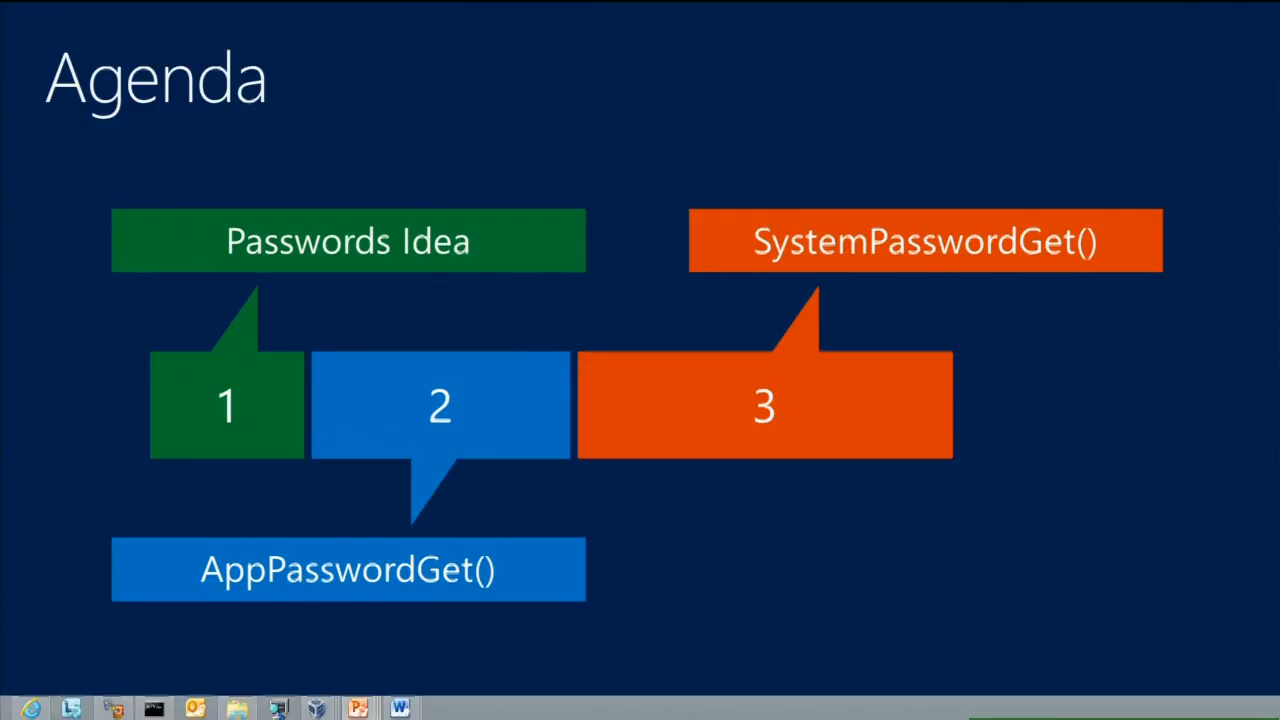 Agenda
Passwords Idea
SystemPasswordGet()
1
2
3
AppPasswordGet()